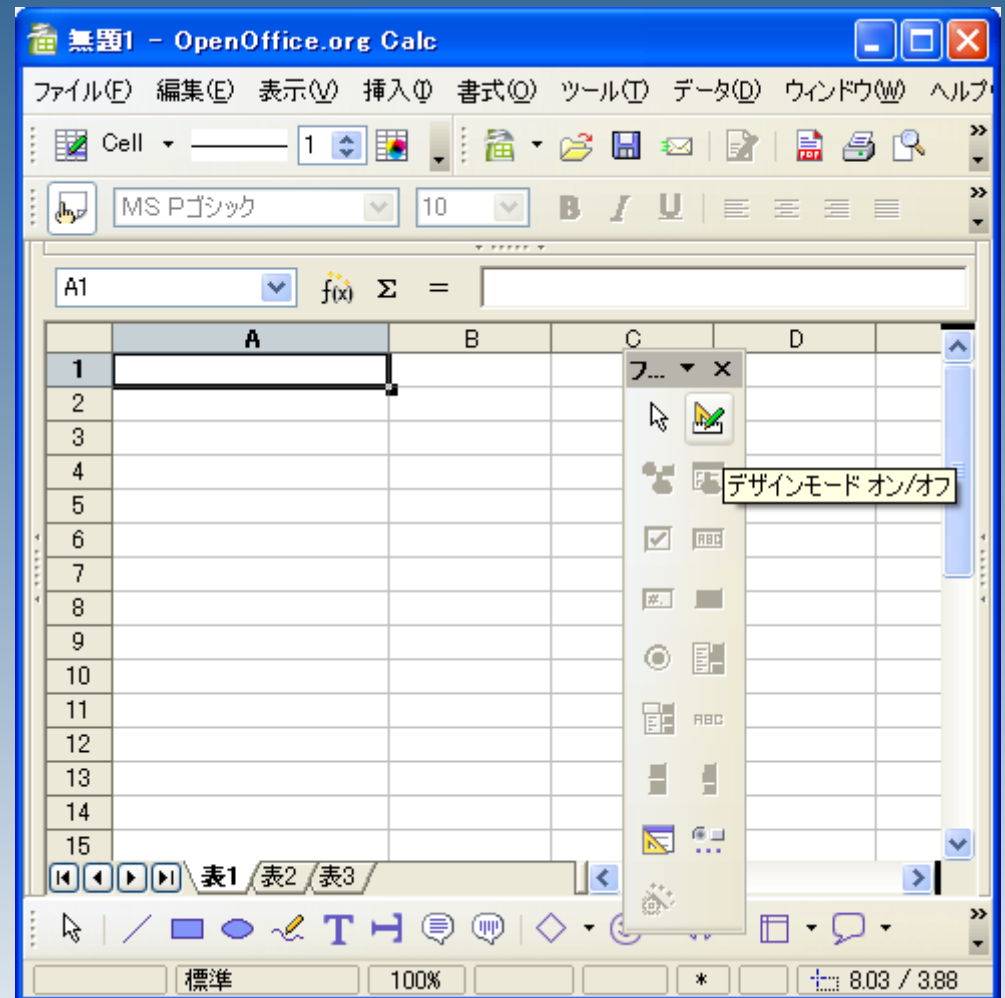 無題1 - OpenOffice.org Calc
ファイル(F) 編集(E) 表示(V) 挿入(I) 書式(O) ツール(T) データ(D) ウィンドウ(W) ヘルプ
Cell 1 PDF
MS Pゴシック 10 B I U
A1 f(x) Σ =
A B C D
フ...
1
2
3
4
デザインモード オン/オフ
5
6 ABC
7
8 #.
9
10
11 ABC
12
13
14
15
表1 表2 表3
T
標準 100% * 8.03 / 3.88